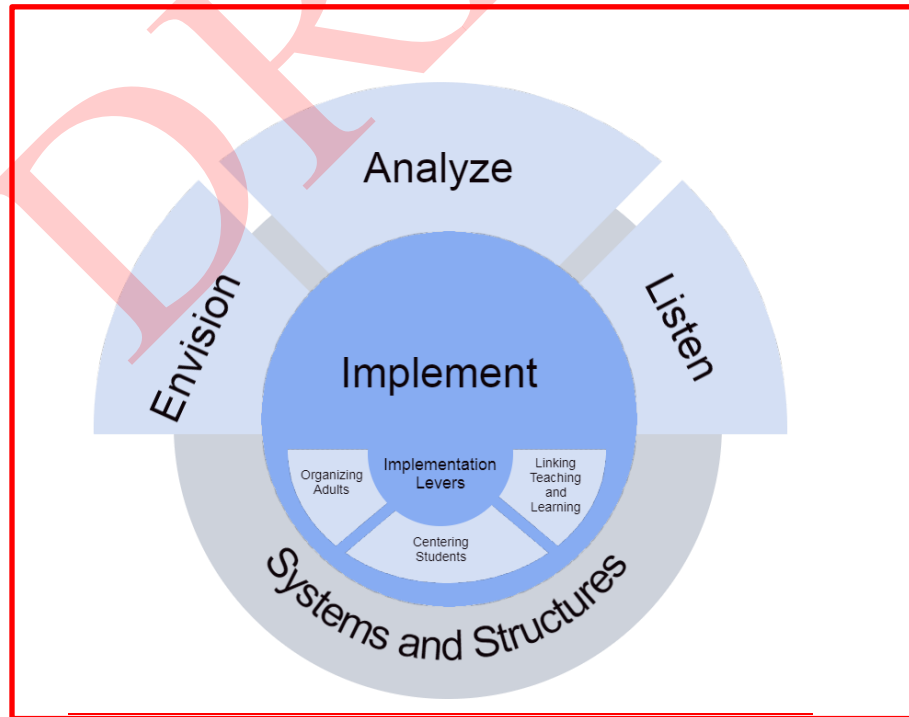 Analyze
Envision
Listen
Implement
Implementation
Levers
Organizing
Adults
Linking
Teaching
and
Learning
Centering
Students
Systems and Structures